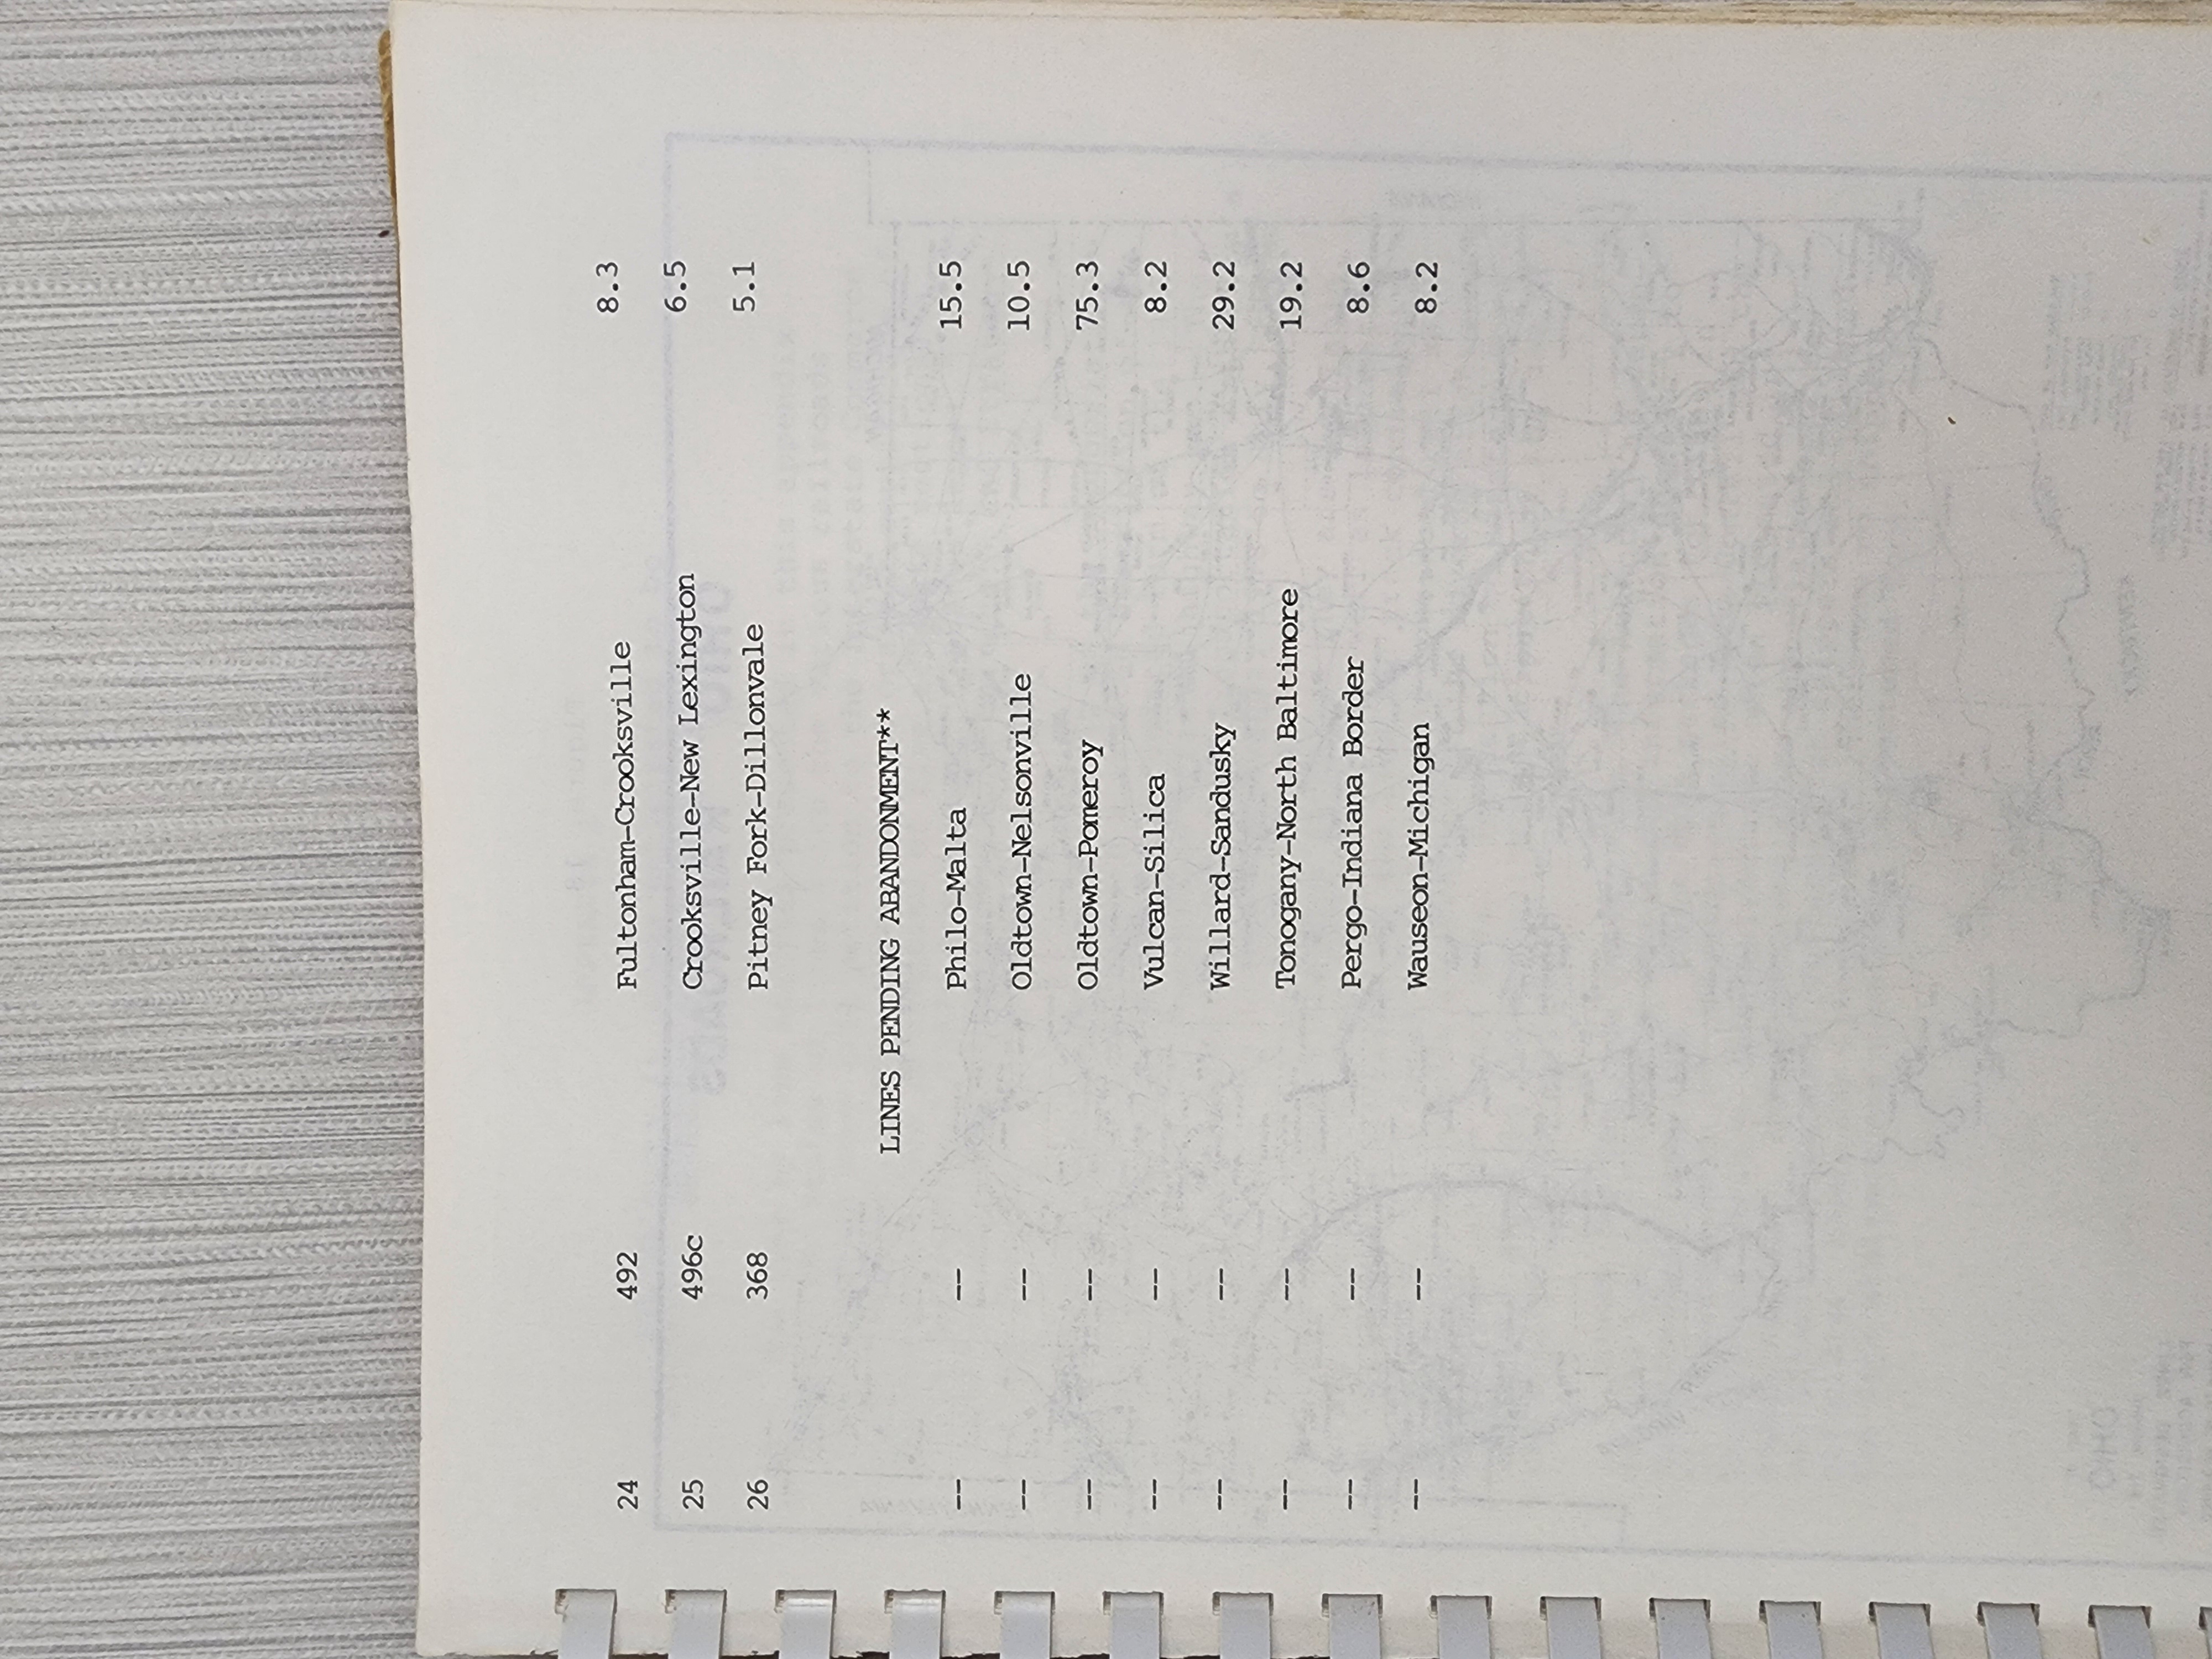 24 492 Fultonham-Crooksville 8.3
25 496c Crooksville-New Lexington 6.5
26 368 Pitney Fork-Dillonvale 5.1
LINES PENDING ABANDONMENT**
-- -- Philo-Malta 15.5
-- -- Oldtown-Nelsonville 10.5
-- -- Oldtown-Pomeroy 75.3
-- -- Vulcan-Silica 8.2
-- -- Willard-Sandusky 29.2
-- -- Tonogany-North Baltimore 19.2
-- -- Pergo-Indiana Border 8.6
-- -- Wauseon-Michigan 8.2